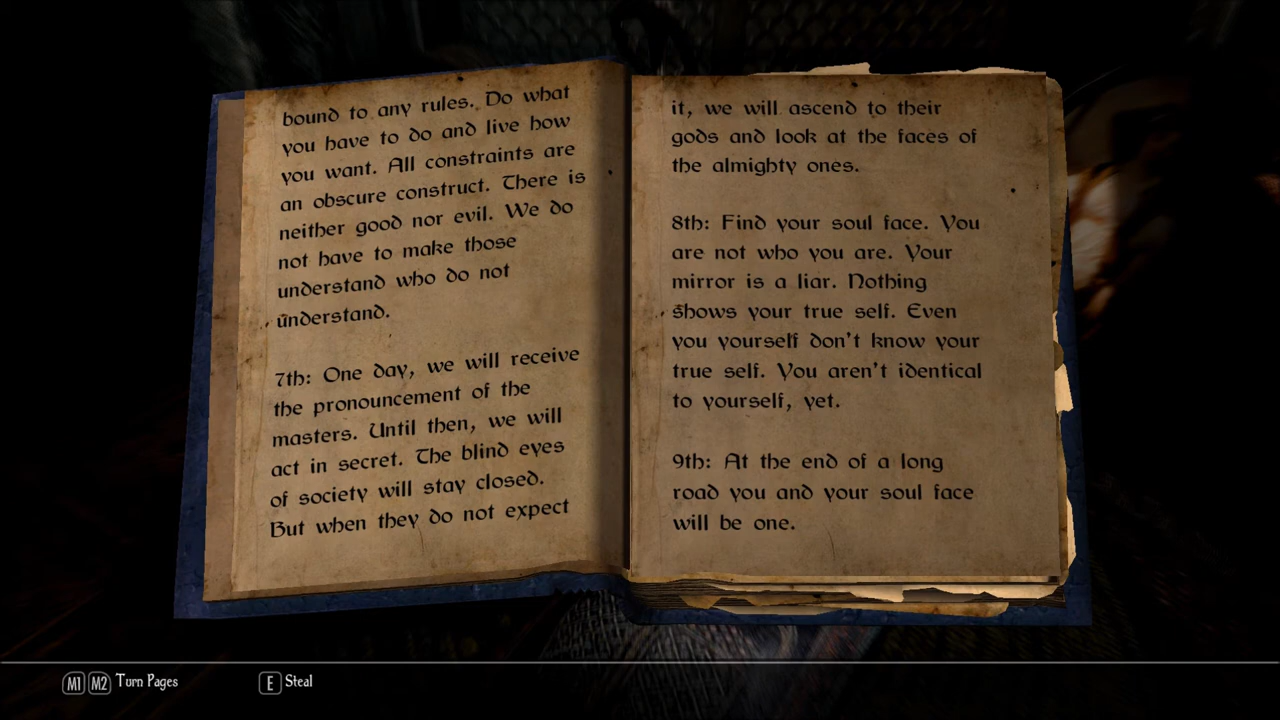 bound to any rules. Do what
you have to do and live how
you want. All constraints are
an obscure construct. There is
neither good nor evil. We do
not have to make those
understand who do not
understand.
7th: One day, we will receive
the pronouncement of the
masters. Until then, we will
act in secret. The blind eyes
of society will stay closed.
But when they do not expect
it, we will ascend to their
gods and look at the faces of
the almighty ones.
8th: Find your soul face. You
are not who you are. Your
mirror is a liar. Nothing
shows your true self. Even
you yourself don't know your
true self. You aren't identical
to yourself, yet.
9th: At the end of a long
road you and your soul face
will be one.
M1 M2 Turn Pages
E Steal